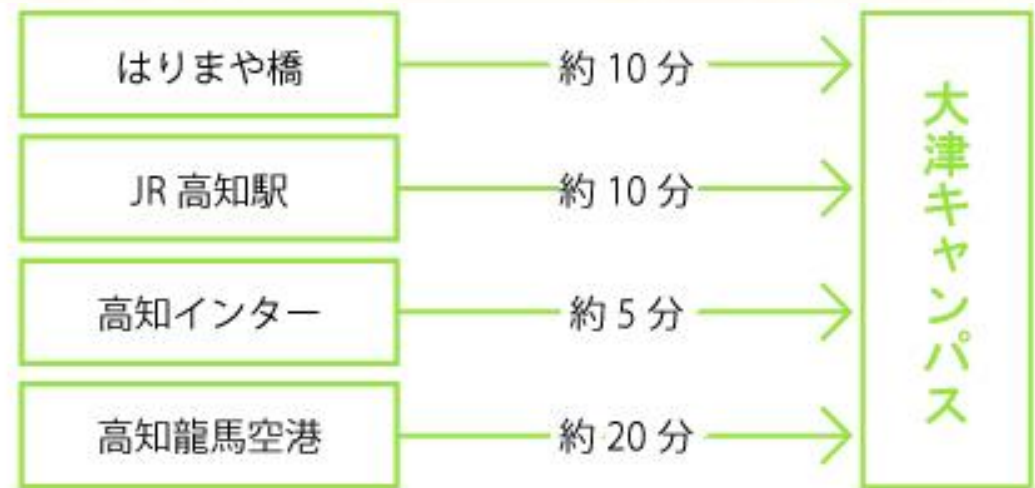 はりまや橋
約 10 分
JR 高知駅
約 10 分
高知インター
約 5 分
高知龍馬空港
約 20 分
大津キャンパス